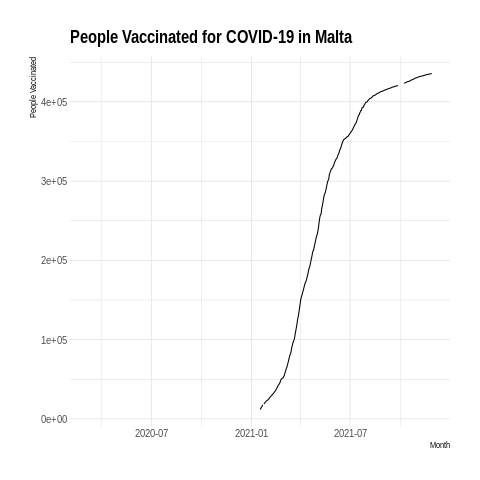 People Vaccinated for COVID-19 in Malta
People Vaccinated
4e+05
3e+05
2e+05
1e+05
0e+00
2020-07 2021-01 2021-07
Month